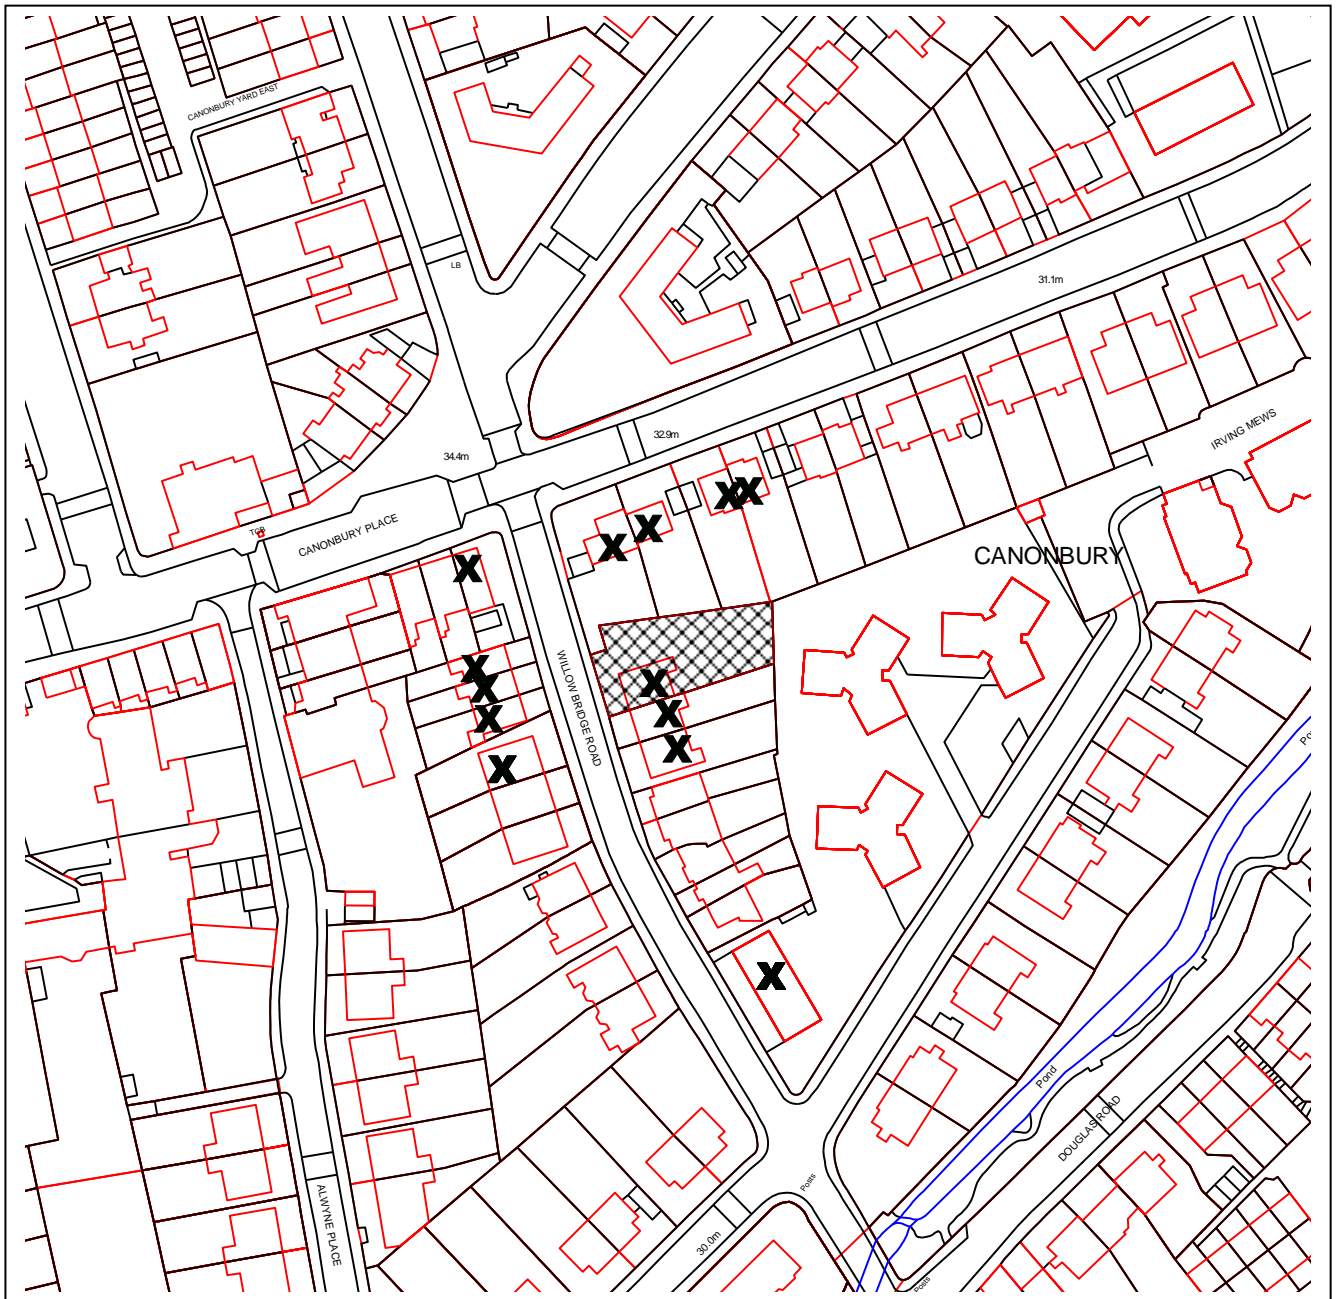 CANONBURY YARD EAST
LB
31.1m
IRVING MEWS
32.9m
34.4m
TCB
CANONBURY PLACE
X X
X X
X
CANONBURY
WILLOW BRIDGE ROAD
X
X
X
X
X
X
X
X
Pond
DOUGLAS ROAD
ALWYNE PLACE
Posts
30.0m
Posts